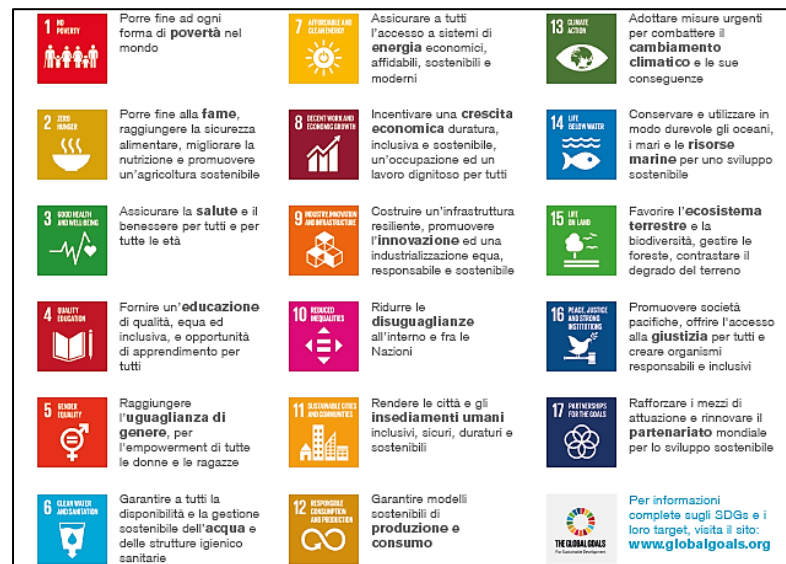 1 NO
POVERTY
Porre fine ad ogni
forma di povertà nel
mondo
2 ZERO
HUNGER
Porre fine alla fame,
raggiungere la sicurezza
alimentare, migliorare la
nutrizione e promuovere
un'agricoltura sostenibile
3 GOOD HEALTH
AND WELL-BEING
Assicurare la salute e il
benessere per tutti e per
tutte le età
4 QUALITY
EDUCATION
Fornire un'educazione
di qualità, equa ed
inclusiva, e opportunità
di apprendimento per
tutti
5 GENDER
EQUALITY
Raggiungere
l'uguaglianza di
genere, per
l'empowerment di tutte
le donne e le ragazze
6 CLEAN WATER
AND SANITATION
Garantire a tutti la
disponibilità e la gestione
sostenibile dell'acqua e
delle strutture igienico
sanitarie
7 AFFORDABLE AND
CLEAN ENERGY
Assicurare a tutti
l'accesso a sistemi di
energia economici,
affidabili, sostenibili e
moderni
8 DECENT WORK AND
ECONOMIC GROWTH
Incentivare una crescita
economica duratura,
inclusiva e sostenibile,
un'occupazione ed un
lavoro dignitoso per tutti
9 INDUSTRY, INNOVATION
AND INFRASTRUCTURE
Costruire un'infrastruttura
resiliente, promuovere
l'innovazione ed una
industrializzazione equa,
responsabile e sostenibile
10 REDUCED
INEQUALITIES
Ridurre le
disuguaglianze
all'interno e fra le
Nazioni
11 SUSTAINABLE CITIES
AND COMMUNITIES
Rendere le città e gli
insediamenti umani
inclusivi, sicuri, duraturi e
sostenibili
12 RESPONSIBLE
CONSUMPTION
AND PRODUCTION
Garantire modelli
sostenibili di
produzione e
consumo
13 CLIMATE
ACTION
Adottare misure urgenti
per combattere il
cambiamento
climatico e le sue
conseguenze
14 LIFE
BELOW WATER
Conservare e utilizzare in
modo durevole gli oceani,
i mari e le risorse
marine per uno sviluppo
sostenibile
15 LIFE
ON LAND
Favorire l'ecosistema
terrestre e la
biodiversità, gestire le
foreste, contrastare il
degrado del terreno
16 PEACE, JUSTICE
AND STRONG
INSTITUTIONS
Promuovere società
pacifiche, offrire l'accesso
alla giustizia per tutti e
creare organismi
responsabili e inclusivi
17 PARTNERSHIPS
FOR THE GOALS
Rafforzare i mezzi di
attuazione e rinnovare il
partenariato mondiale
per lo sviluppo sostenibile
THE GLOBAL GOALS
For Sustainable Development
Per informazioni
complete sugli SDGs e i
loro target, visita il sito:
www.globalgoals.org